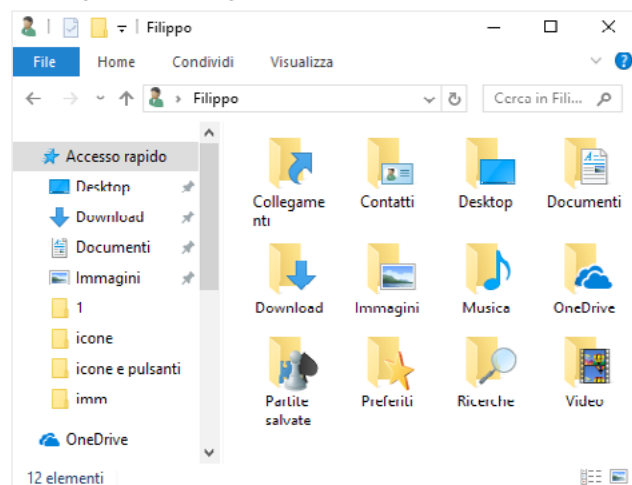 Filippo
File Home Condividi Visualizza
Filippo
Cerca in Fili...
Accesso rapido
Desktop
Download
Documenti
Immagini
1
icone
icone e pulsanti
imm
OneDrive
Collegame
nti
Contatti
Desktop
Documenti
Download
Immagini
Musica
OneDrive
Partite
salvate
Preferiti
Ricerche
Video
12 elementi